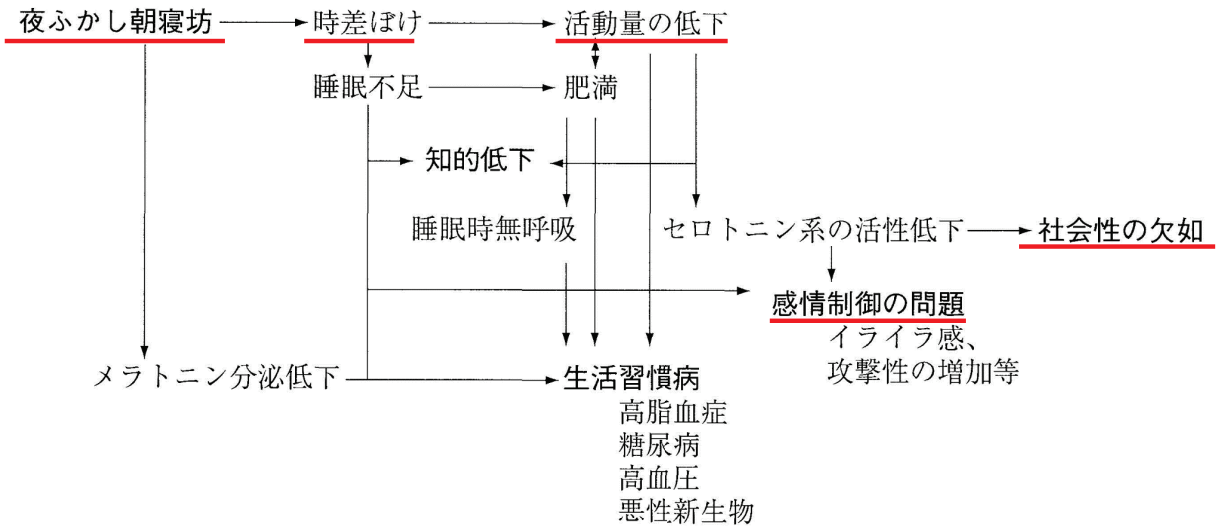 夜ふかし朝寝坊
時差ぼけ
活動量の低下
睡眠不足
肥満
知的低下
睡眠時無呼吸
セロトニン系の活性低下
社会性の欠如
感情制御の問題
イライラ感、
攻撃性の増加等
メラトニン分泌低下
生活習慣病
高脂血症
糖尿病
高血圧
悪性新生物